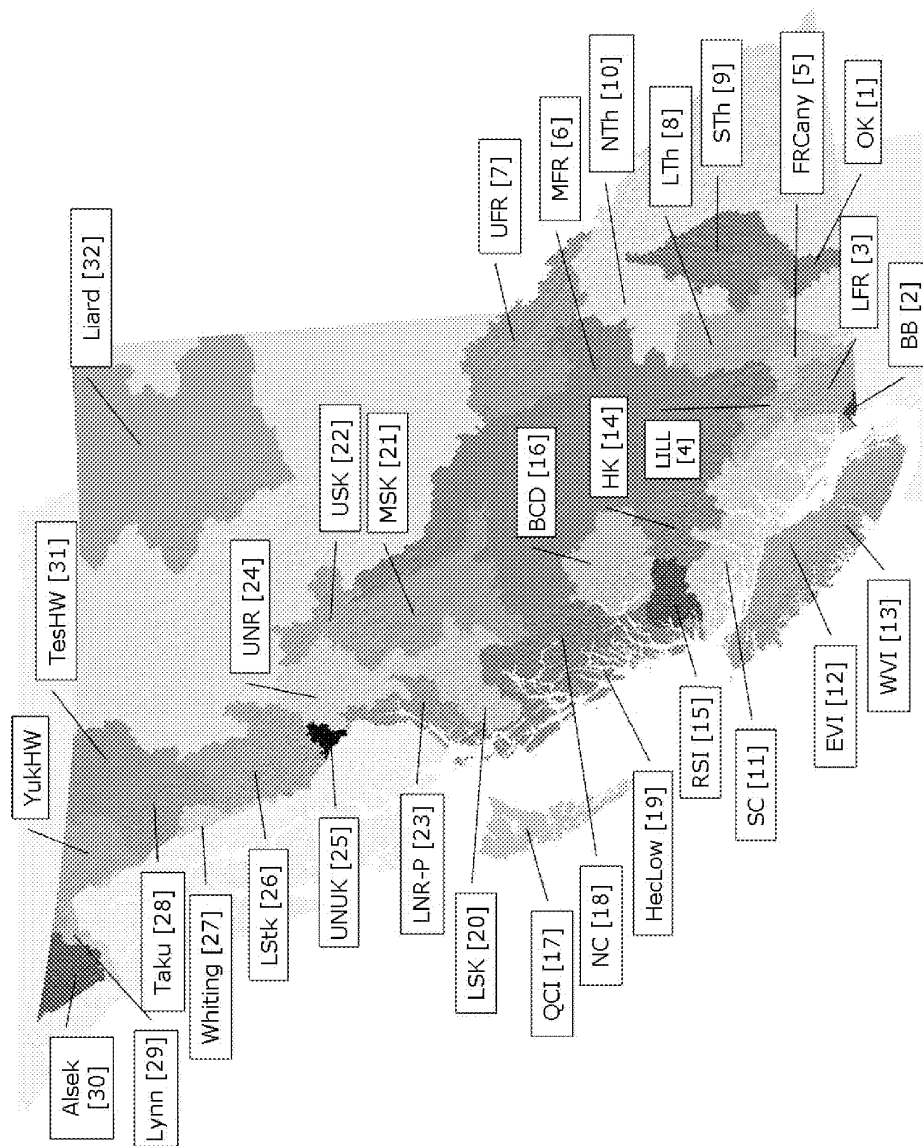 Alsek
[30]
Lynn [29]
YukHW
TesHW [31]
Liard [32]
Taku [28]
Whiting [27]
LStk [26]
UNUK [25]
UNR [24]
USK [22]
MSK [21]
LNR-P [23]
LSK [20]
QCI [17]
NC [18]
HecLow [19]
BCD [16]
HK [14]
LILL
[4]
RSI [15]
SC [11]
EVI [12]
WVI [13]
UFR [7]
MFR [6]
NTh [10]
LTh [8]
STh [9]
FRCany [5]
OK [1]
LFR [3]
BB [2]